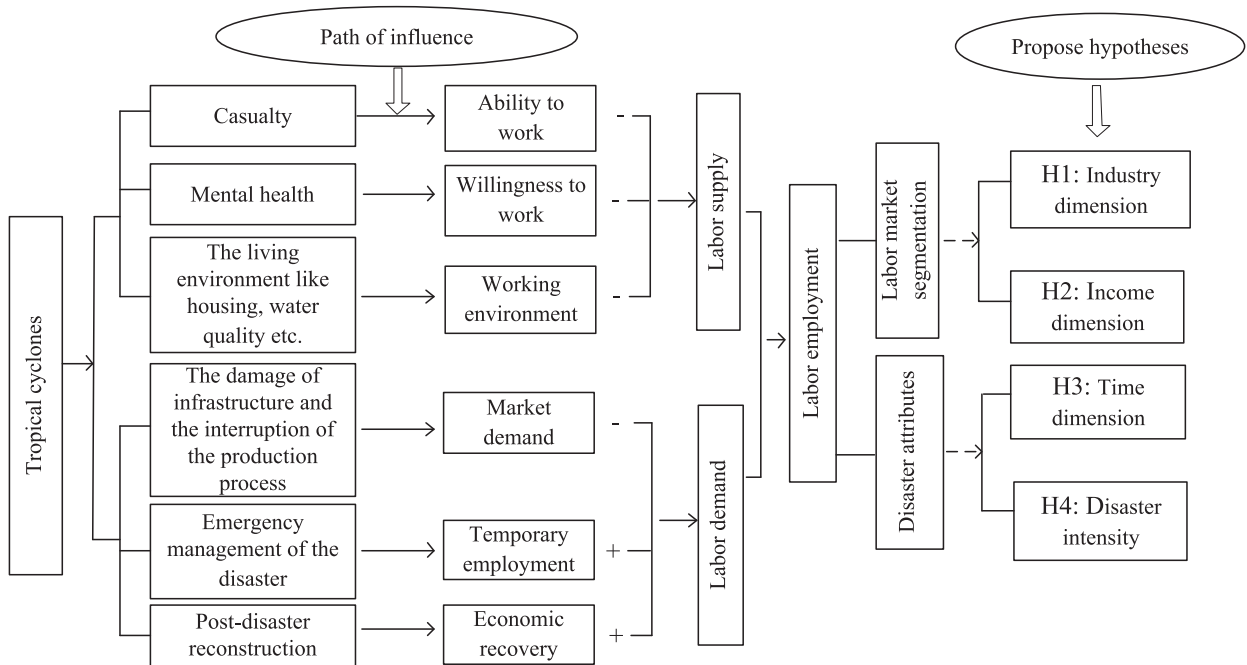 Path of influence
Propose hypotheses
Tropical cyclones
Casualty
Mental health
The living
environment like
housing, water
quality etc.
The damage of
infrastructure and
the interruption of
the production
process
Emergency
management of the
disaster
Post-disaster
reconstruction
Ability to
work
-
Willingness to
work
-
Working
environment
-
Market
demand
-
Temporary
employment
+
Economic
recovery
+
Labor supply
Labor demand
Labor employment
Labor market
segmentation
Disaster attributes
H1: Industry
dimension
H2: Income
dimension
H3: Time
dimension
H4: Disaster
intensity